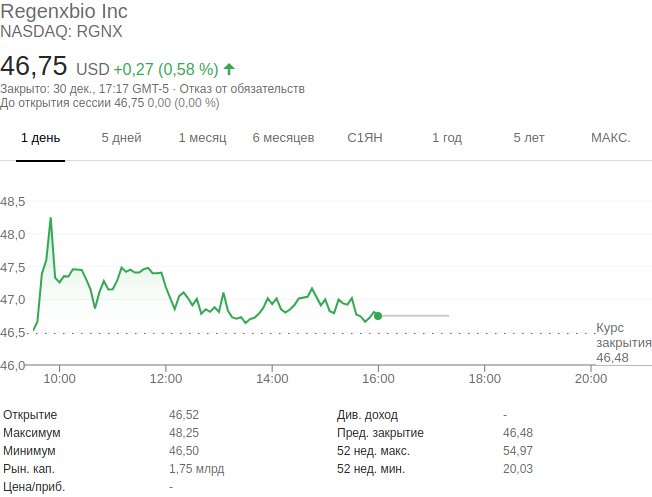 Regenxbio Inc
NASDAQ: RGNX
46,75 USD +0,27 (0,58 %)
Закрыто: 30 дек., 17:17 GMT-5 · Отказ от обязательств
До открытия сессии 46,75 0,00 (0,00 %)
1 день 5 дней 1 месяц 6 месяцев С1ЯН 1 год 5 лет МАКС.
48,5
48,0
47,5
47,0
46,5
46,0
Курс
закрытия
46,48
10:00 12:00 14:00 16:00 18:00 20:00
Открытие 46,52 Див. доход -
Максимум 48,25 Пред. закрытие 46,48
Минимум 46,50 52 нед. макс. 54,97
Рын. кап. 1,75 млрд 52 нед. мин. 20,03
Цена/приб. -